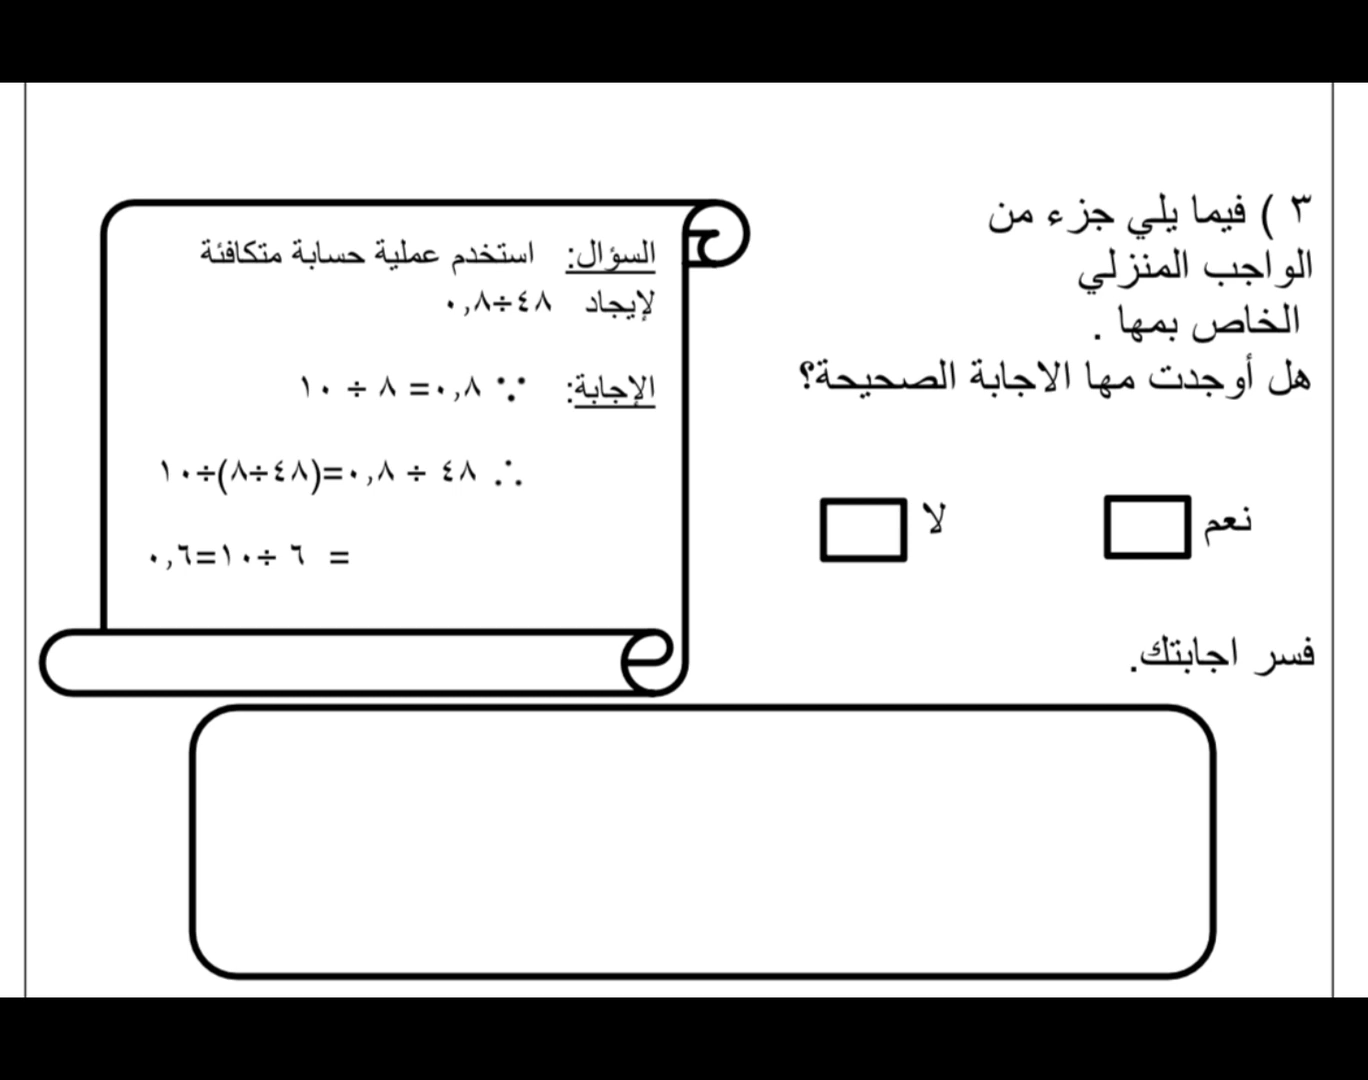 ٣ ) فيما يلي جزء من
الواجب المنزلي
الخاص بمها .
هل أوجدت مها الاجابة الصحيحة؟
نعم
لا
فسر اجابتك.
السؤال: استخدم عملية حسابة متكافئة
لإيجاد ٤٨÷٠,٨
الإجابة: ∵ ٠,٨= ٨ ÷ ١٠
∴ ٤٨ ÷ ٠,٨=(٤٨÷٨)÷١٠
= ٦ ÷١٠=٠,٦